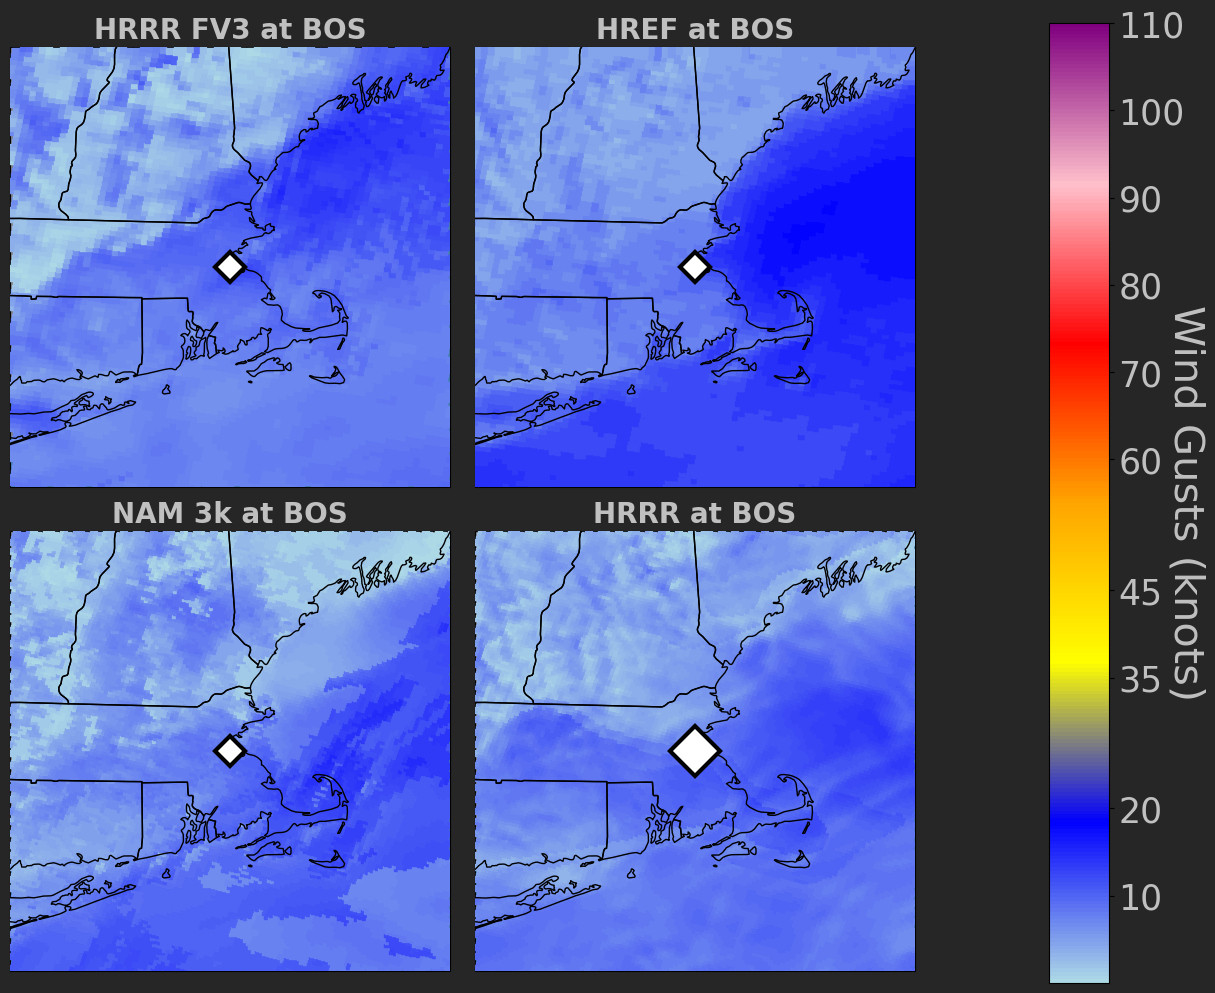 HRRR FV3 at BOS
HREF at BOS
NAM 3k at BOS
HRRR at BOS
110
100
90
80
70
60
45
35
20
10
Wind Gusts (knots)